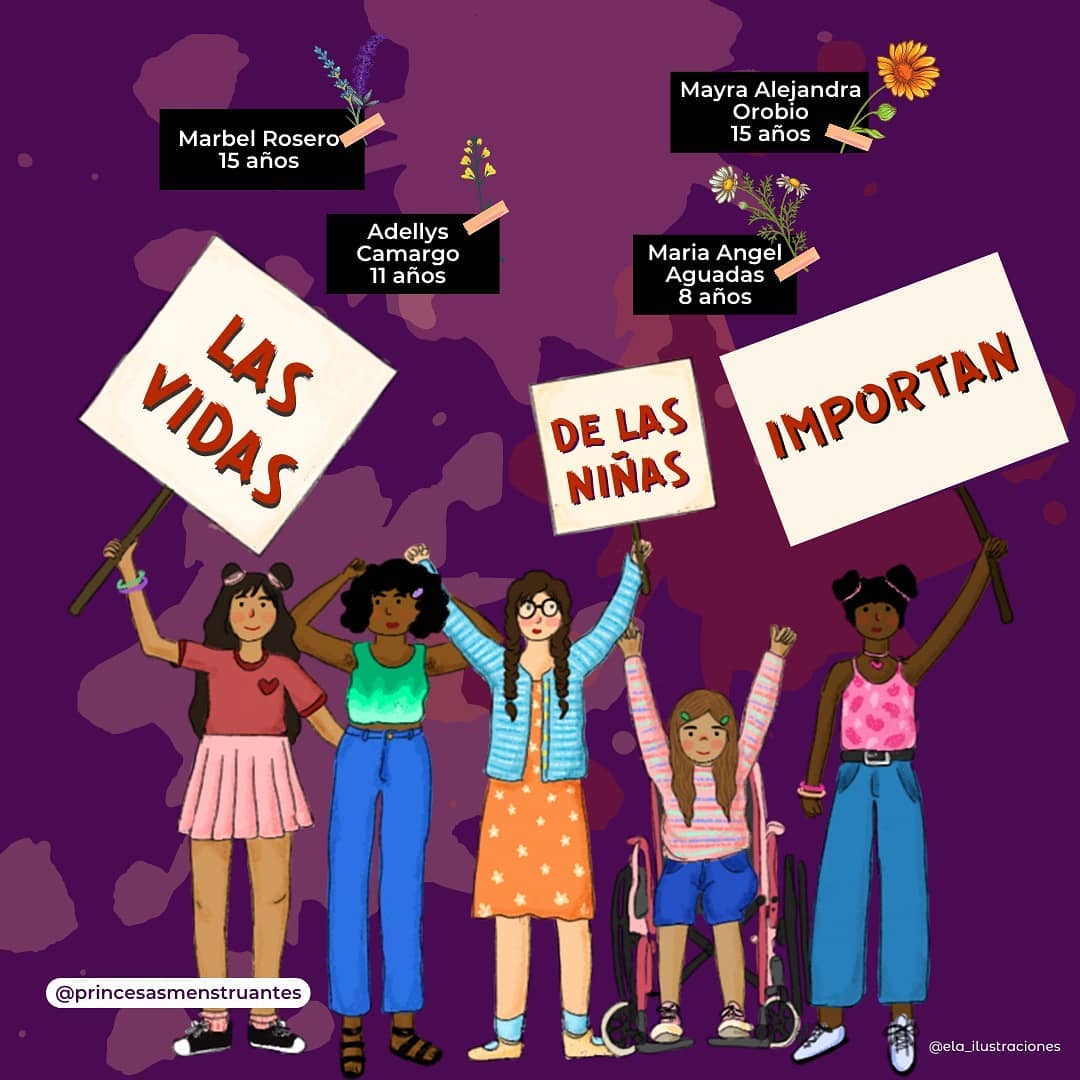 Marbel Rosero
15 años
Mayra Alejandra
Orobio
15 años
Adellys
Camargo
11 años
Maria Angel
Aguadas
8 años
LAS
VIDAS
DE LAS
NIÑAS
IMPORTAN
@princesasmenstruantes
@ela_ilustraciones